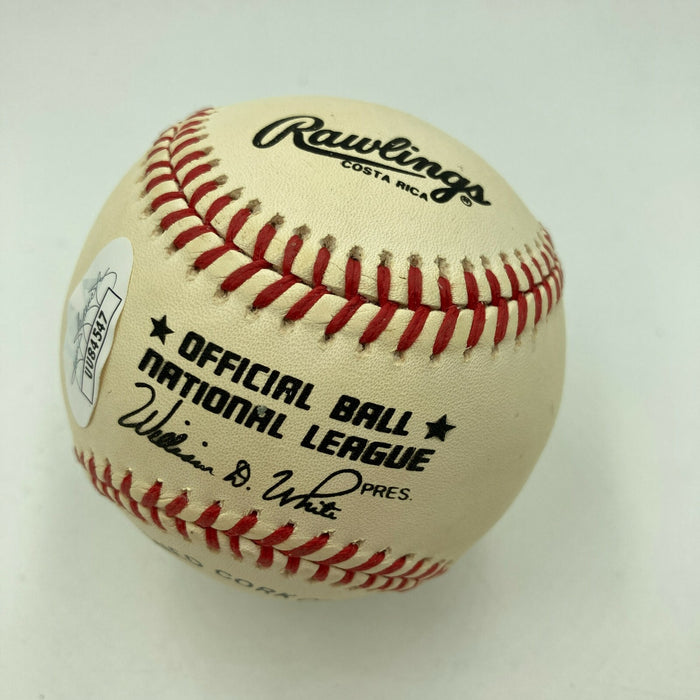 Rawlings®
COSTA RICA
★ OFFICIAL BALL ★
NATIONAL LEAGUE
William D. White PRES.
UU84547